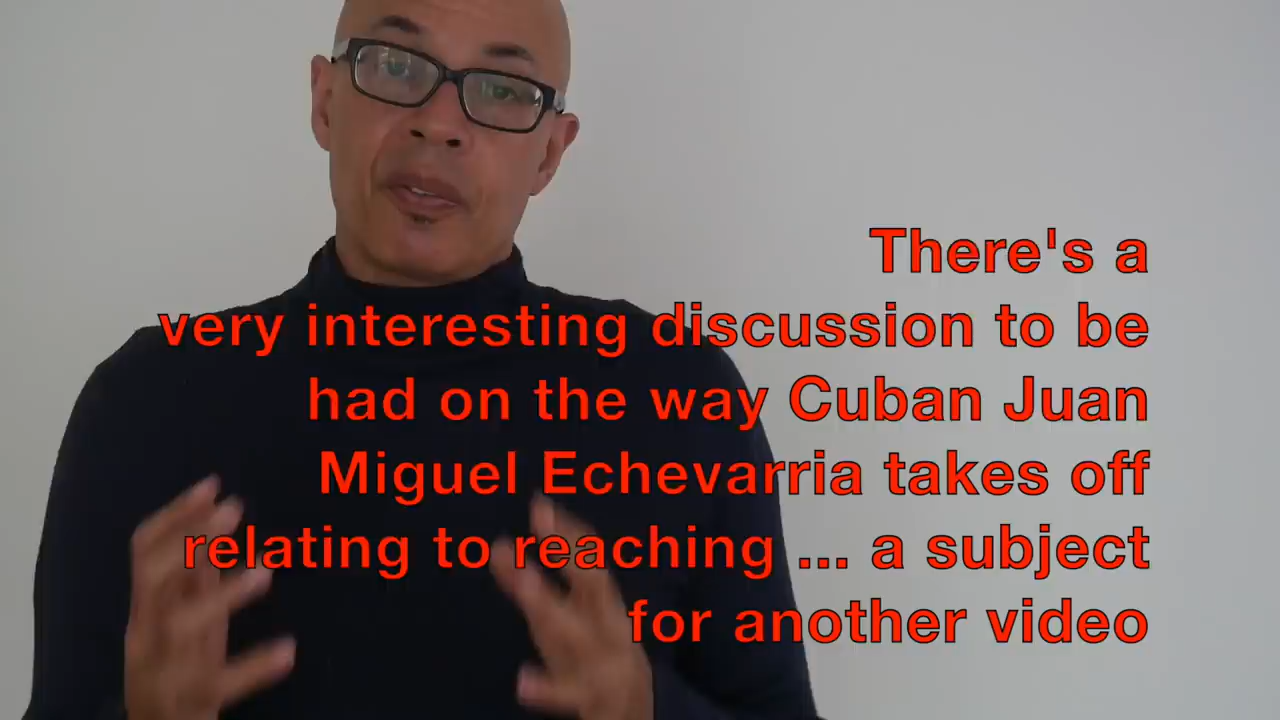 There's a
very interesting discussion to be
had on the way Cuban Juan
Miguel Echevarria takes off
relating to reaching ... a subject
for another video